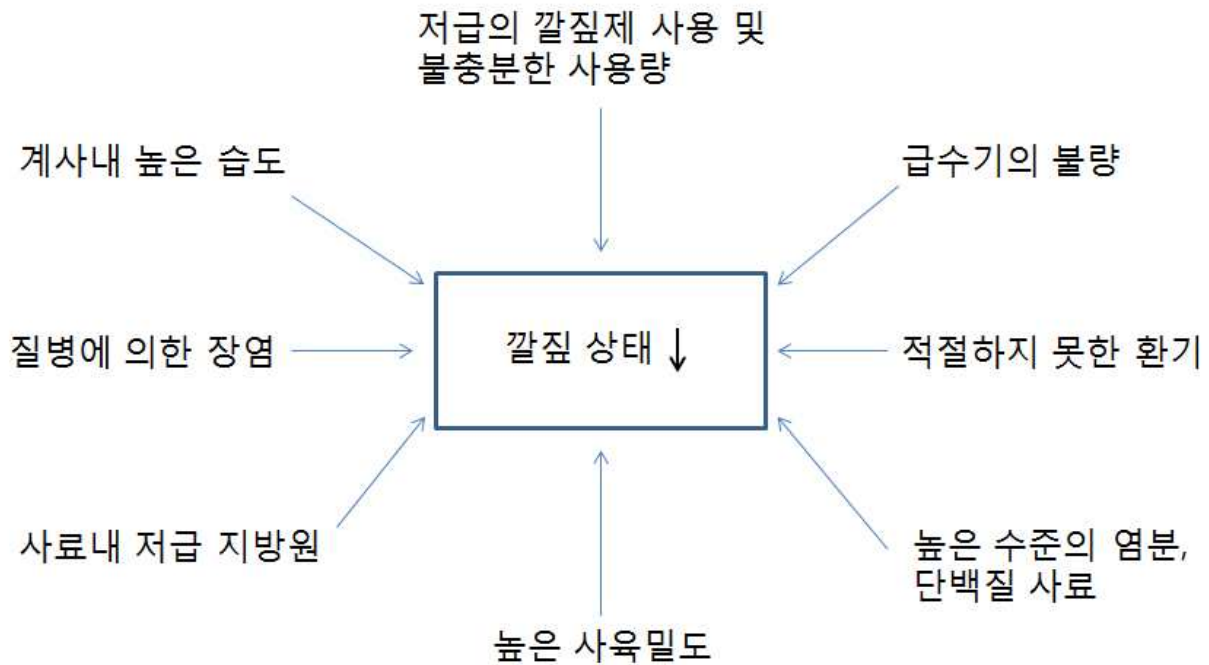 저급의 깔짚제 사용 및
불충분한 사용량
계사내 높은 습도
급수기의 불량
질병에 의한 장염
깔짚 상태 ↓
적절하지 못한 환기
사료내 저급 지방원
높은 수준의 염분,
단백질 사료
높은 사육밀도